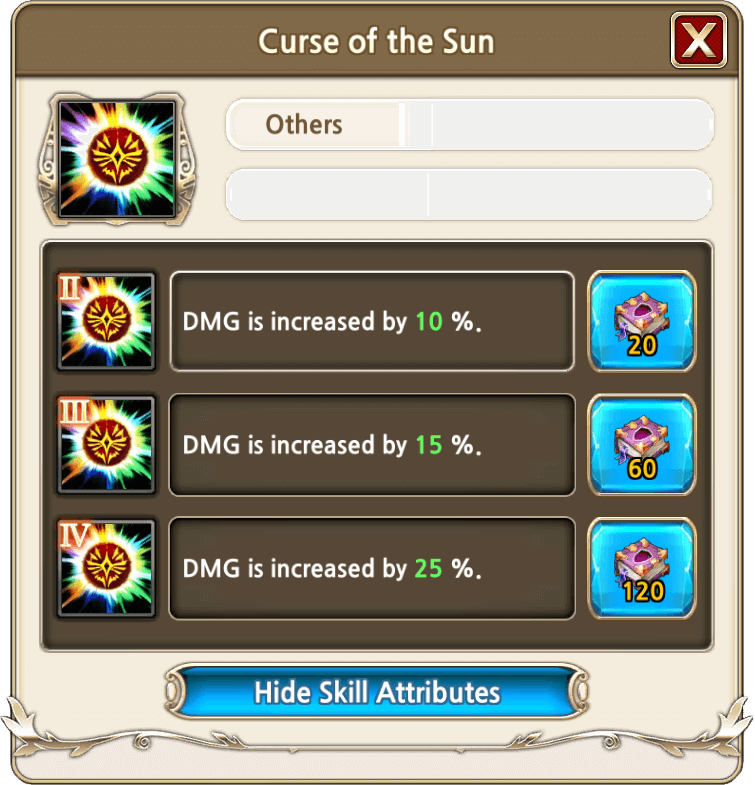 Curse of the Sun
X
Others
II
DMG is increased by 10 %.
20
III
DMG is increased by 15 %.
60
IV
DMG is increased by 25 %.
120
Hide Skill Attributes